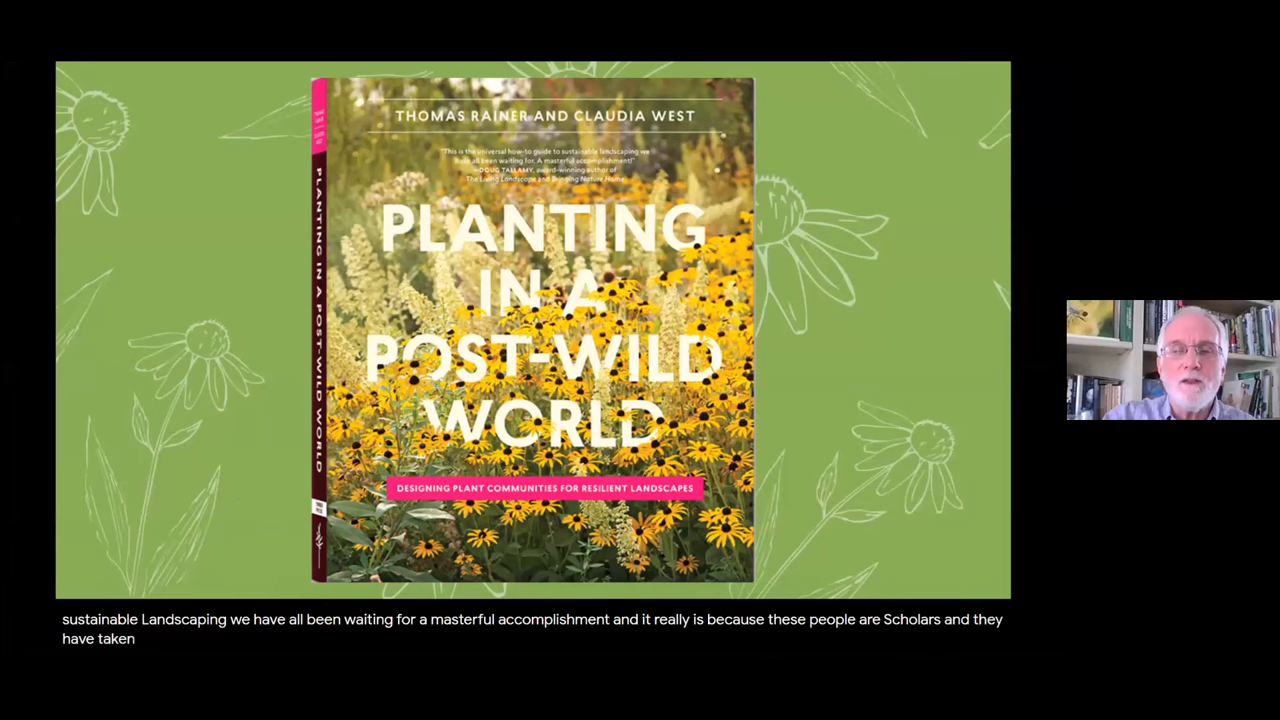 THOMAS RAINER AND CLAUDIA WEST
"This is the universal how-to guide to sustainable landscaping we
have all been waiting for. A masterful accomplishment!"
—DOUG TALLAMY, award-winning author of
The Living Landscape and Bringing Nature Home
PLANTING
IN A
POST-WILD
WORLD
DESIGNING PLANT COMMUNITIES FOR RESILIENT LANDSCAPES
PLANTING IN A POST-WILD WORLD
sustainable Landscaping we have all been waiting for a masterful accomplishment and it really is because these people are Scholars and they
have taken